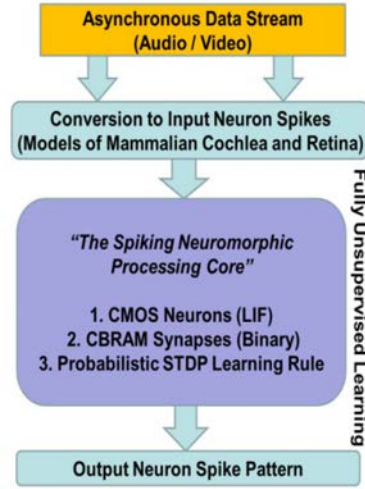 Asynchronous Data Stream
(Audio / Video)
Conversion to Input Neuron Spikes
(Models of Mammalian Cochlea and Retina)
"The Spiking Neuromorphic
Processing Core"
1. CMOS Neurons (LIF)
2. CBRAM Synapses (Binary)
3. Probabilistic STDP Learning Rule
Fully Unsupervised Learning
Output Neuron Spike Pattern